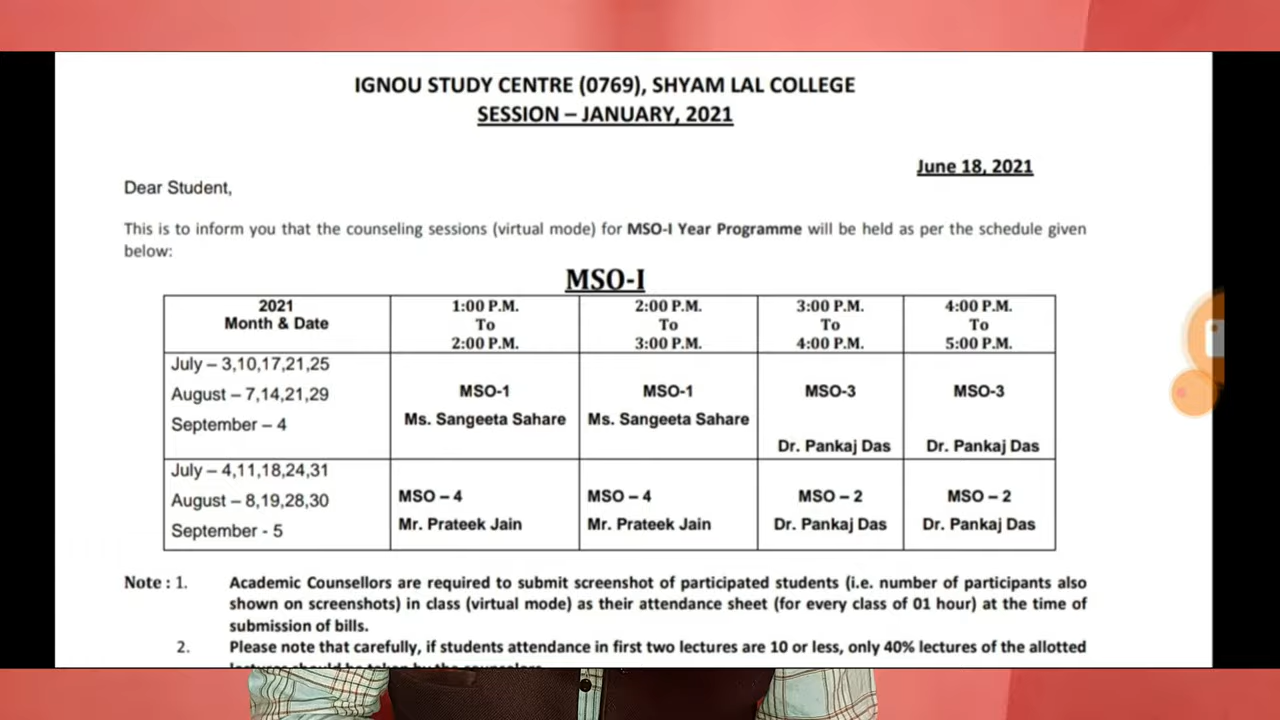 IGNOU STUDY CENTRE (0769), SHYAM LAL COLLEGE
SESSION – JANUARY, 2021
June 18, 2021
Dear Student,
This is to inform you that the counseling sessions (virtual mode) for MSO-I Year Programme will be held as per the schedule given
below:
MSO-I
2021
Month & Date
1:00 P.M.
To
2:00 P.M.
2:00 P.M.
To
3:00 P.M.
3:00 P.M.
To
4:00 P.M.
4:00 P.M.
To
5:00 P.M.
July – 3,10,17,21,25
August – 7,14,21,29
September – 4
MSO-1
Ms. Sangeeta Sahare
MSO-1
Ms. Sangeeta Sahare
MSO-3
Dr. Pankaj Das
MSO-3
Dr. Pankaj Das
July – 4,11,18,24,31
August – 8,19,28,30
September - 5
MSO – 4
Mr. Prateek Jain
MSO – 4
Mr. Prateek Jain
MSO – 2
Dr. Pankaj Das
MSO – 2
Dr. Pankaj Das
Note : 1. Academic Counsellors are required to submit screenshot of participated students (i.e. number of participants also
shown on screenshots) in class (virtual mode) as their attendance sheet (for every class of 01 hour) at the time of
submission of bills.
2. Please note that carefully, if students attendance in first two lectures are 10 or less, only 40% lectures of the allotted